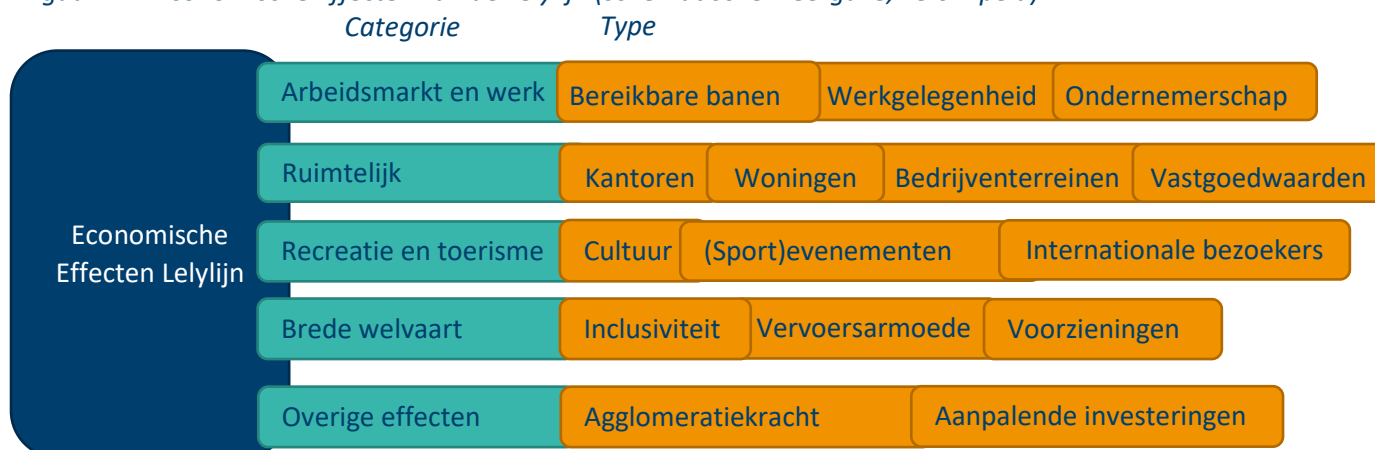 Categorie Type
Arbeidsmarkt en werk Bereikbare banen Werkgelegenheid Ondernemerschap
Ruimtelijk Kantoren Woningen Bedrijventerreinen Vastgoedwaarden
Economische
Effecten Lelylijn
Recreatie en toerisme Cultuur (Sport)evenementen Internationale bezoekers
Brede welvaart Inclusiviteit Vervoersarmoede Voorzieningen
Overige effecten Agglomeratiekracht Aanpalende investeringen